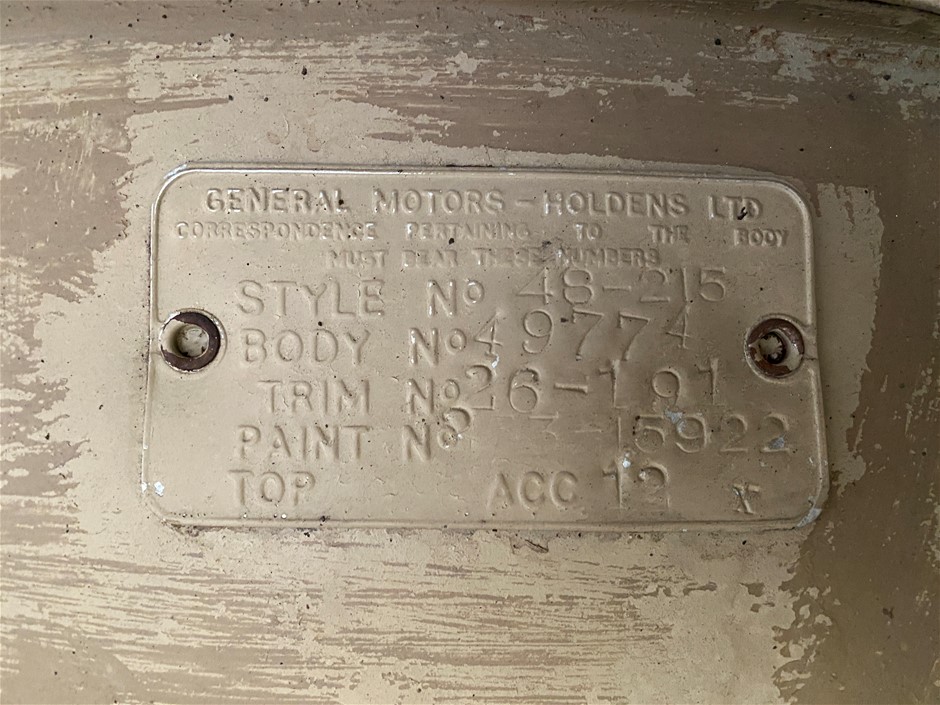 GENERAL MOTORS - HOLDENS LTD
CORRESPONDENCE PERTAINING TO THE BODY
MUST BEAR THESE NUMBERS
STYLE No 48-215
BODY No 49774
TRIM No 26-191
PAINT No 3-15922
TOP ACC 12 X